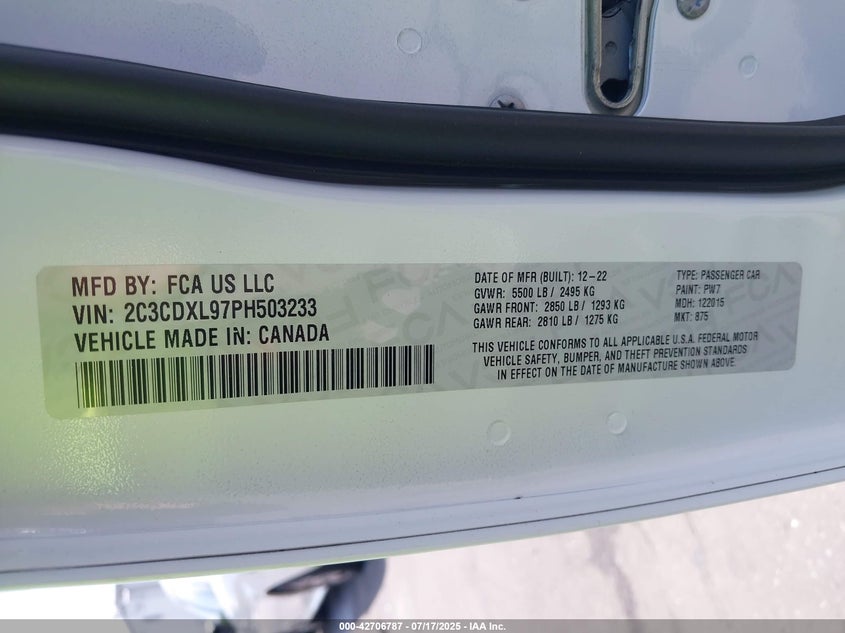 MFD BY: FCA US LLC
VIN: 2C3CDXL97PH503233
VEHICLE MADE IN: CANADA
DATE OF MFR (BUILT): 12-22
GVWR: 5500 LB / 2495 KG
GAWR FRONT: 2850 LB / 1293 KG
GAWR REAR: 2810 LB / 1275 KG
TYPE: PASSENGER CAR
PAINT: PW7
MDH: 122015
MKT: 875
THIS VEHICLE CONFORMS TO ALL APPLICABLE U.S.A. FEDERAL MOTOR
VEHICLE SAFETY, BUMPER, AND THEFT PREVENTION STANDARDS
IN EFFECT ON THE DATE OF MANUFACTURE SHOWN ABOVE.
000-42706787 - 07/17/2025 - IAA Inc.